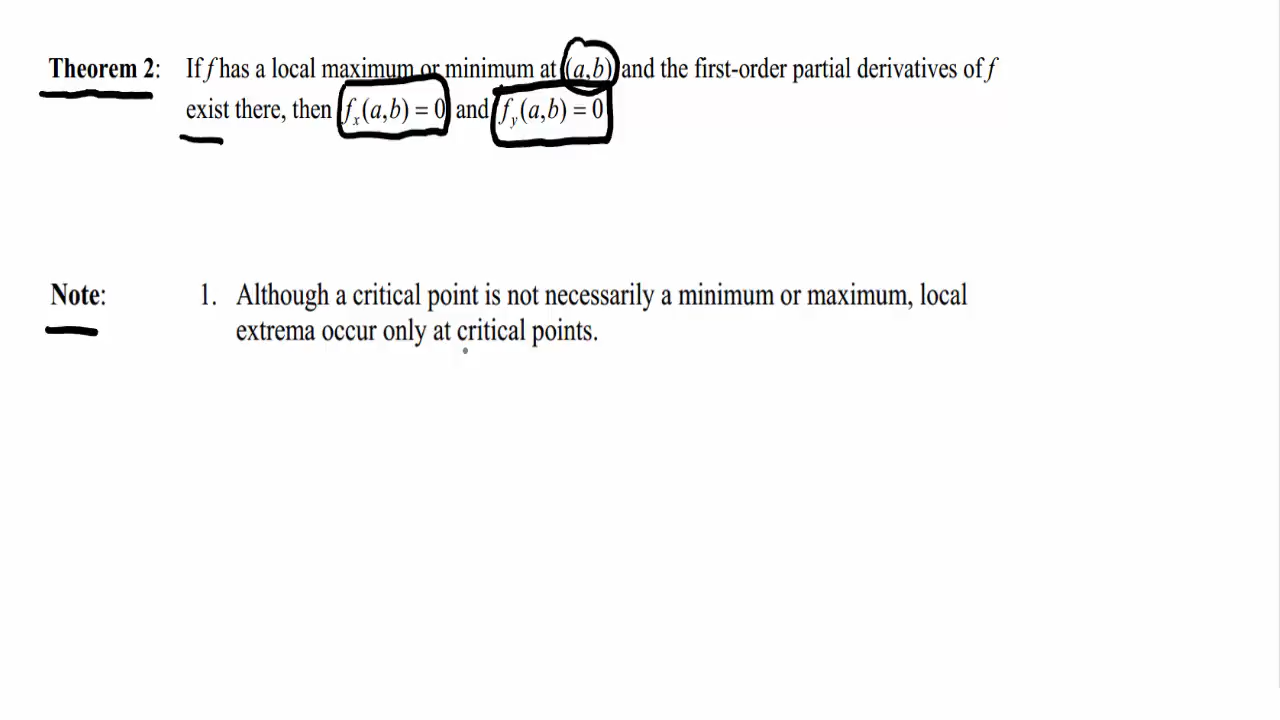 Theorem 2: If f has a local maximum or minimum at (a,b) and the first-order partial derivatives of f
exist there, then fₓ(a,b) = 0 and f_y(a,b) = 0
Note: 1. Although a critical point is not necessarily a minimum or maximum, local
extrema occur only at critical points.